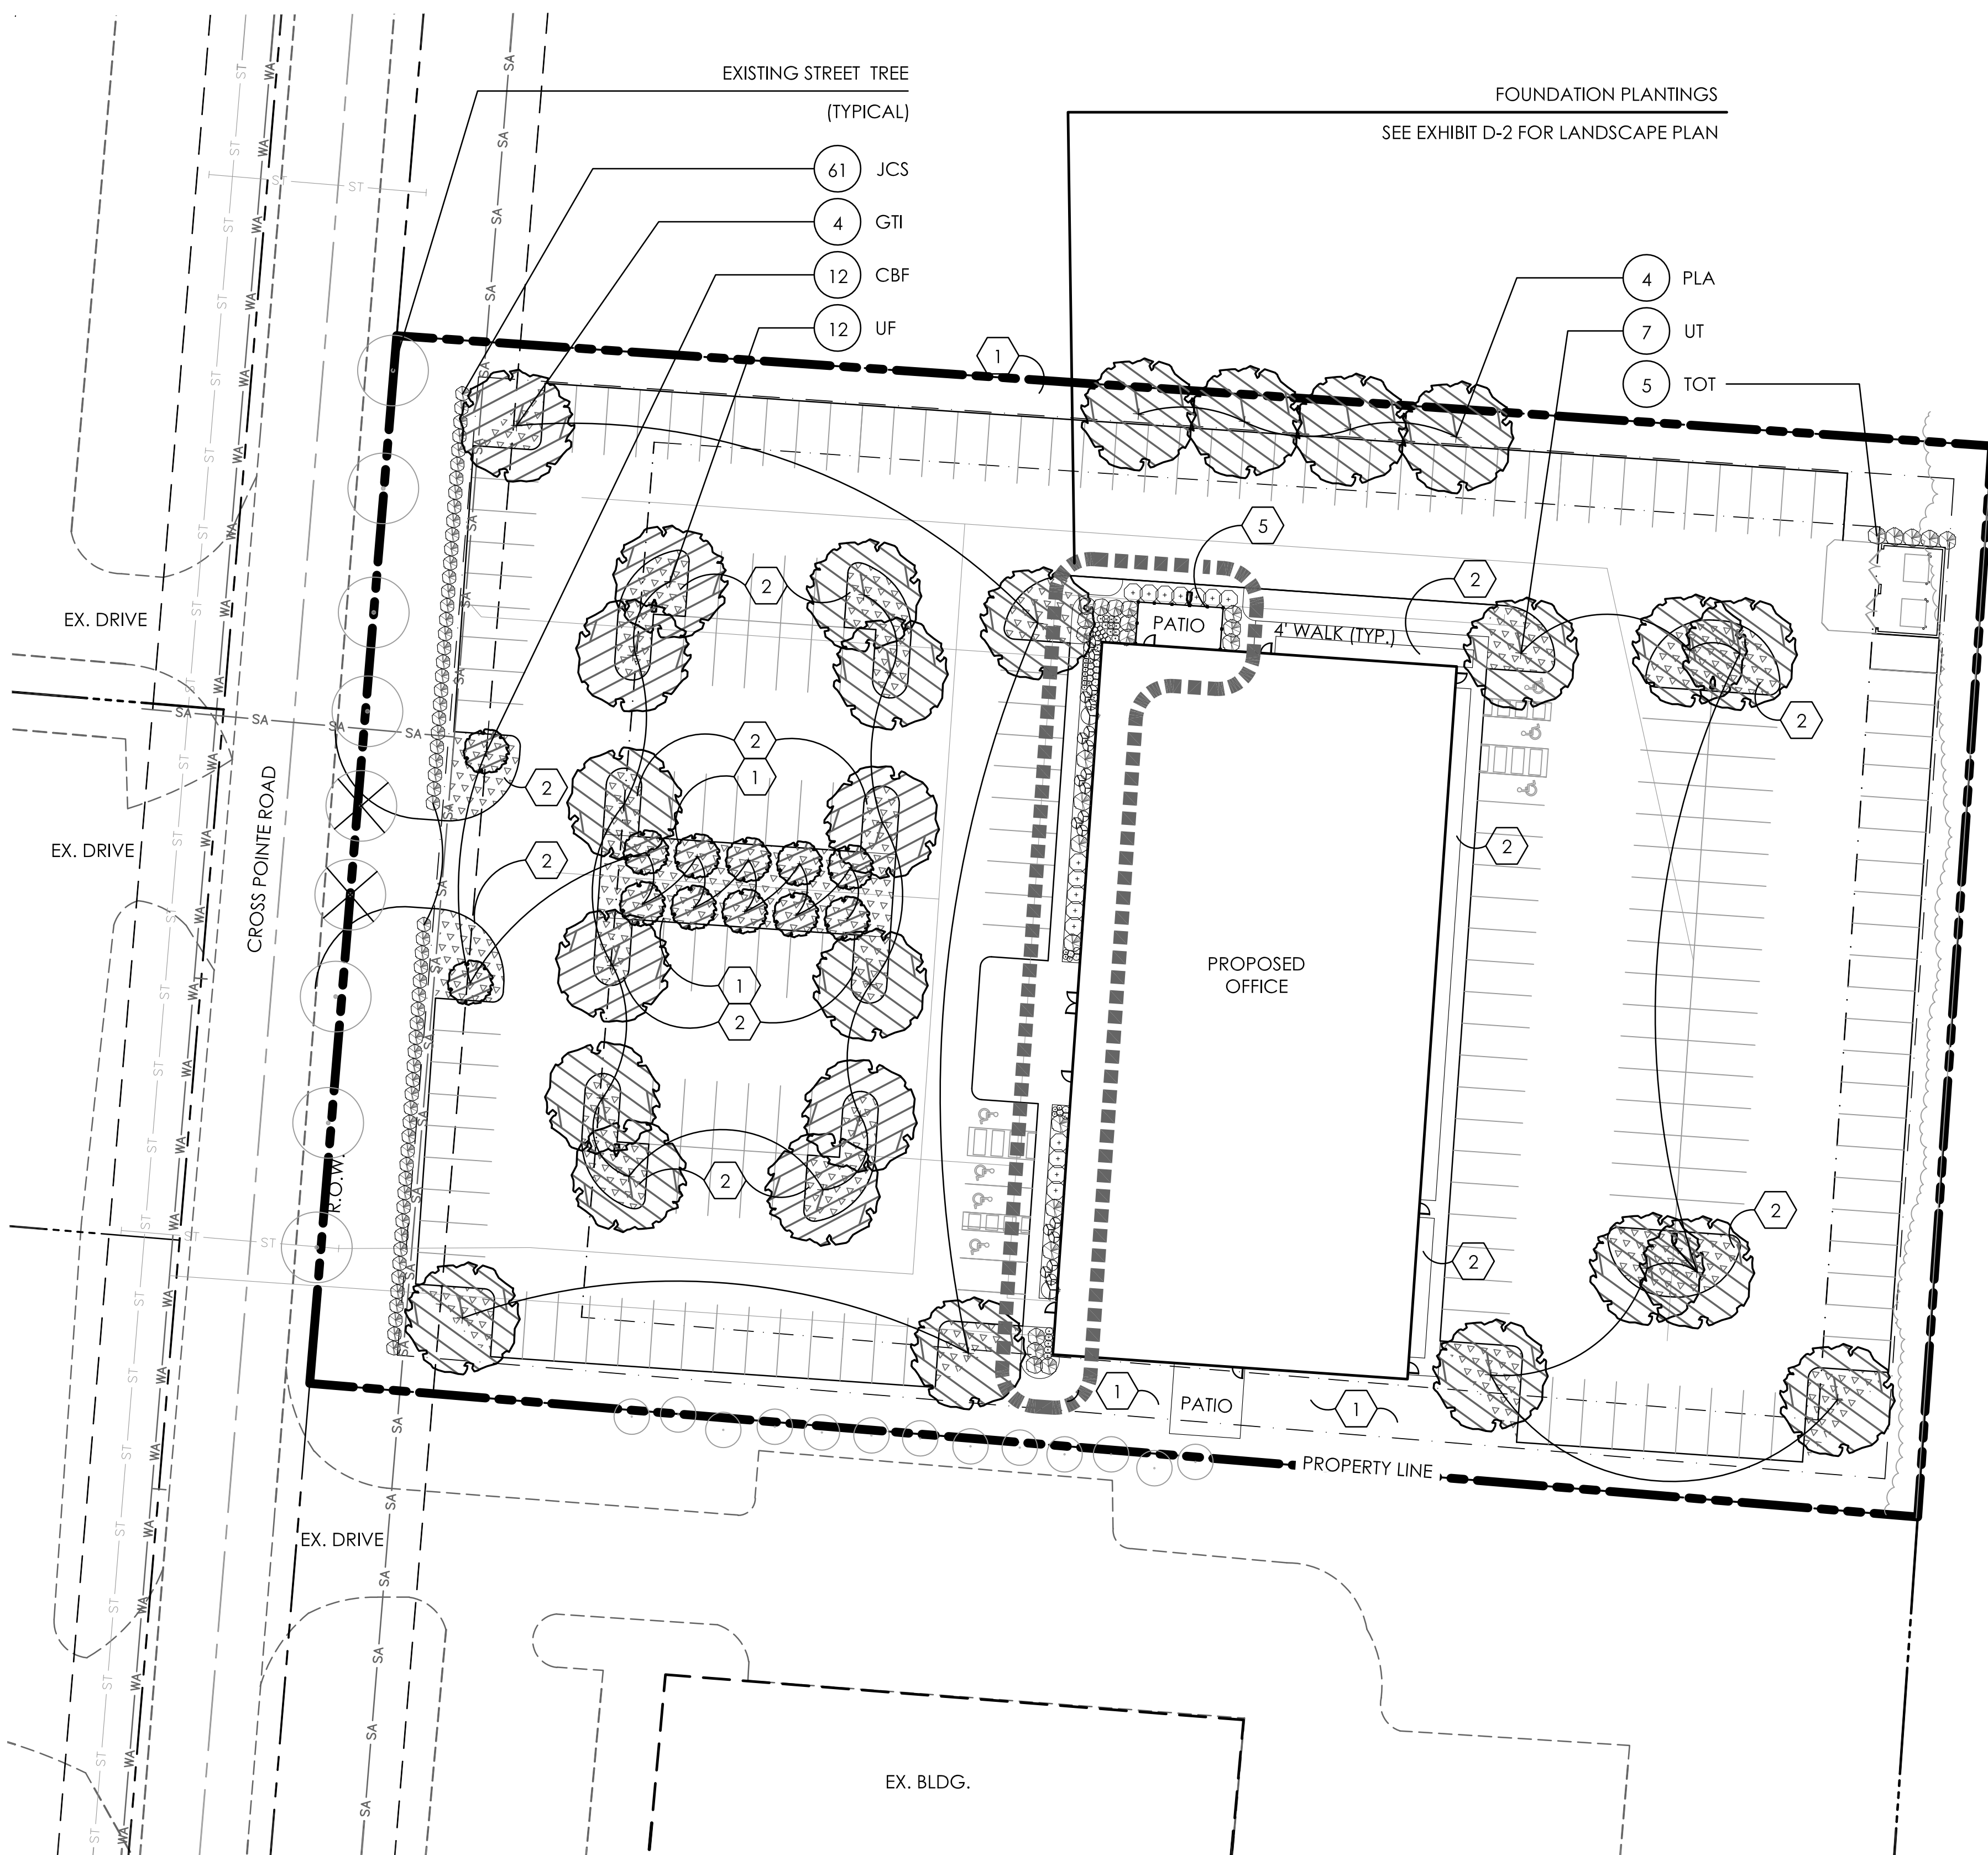 EXISTING STREET TREE
(TYPICAL)
FOUNDATION PLANTINGS
SEE EXHIBIT D-2 FOR LANDSCAPE PLAN
61 JCS
4 GTI
12 CBF
12 UF
4 PLA
7 UT
5 TOT
1
5
2
2
PATIO
4' WALK (TYP.)
EX. DRIVE
2
2
1
2
2
2
EX. DRIVE
CROSS POINTE ROAD
PROPOSED
OFFICE
1
2
R.O.W.
2
2
2
1
PATIO
1
PROPERTY LINE
EX. DRIVE
EX. BLDG.
ST
WA
SA